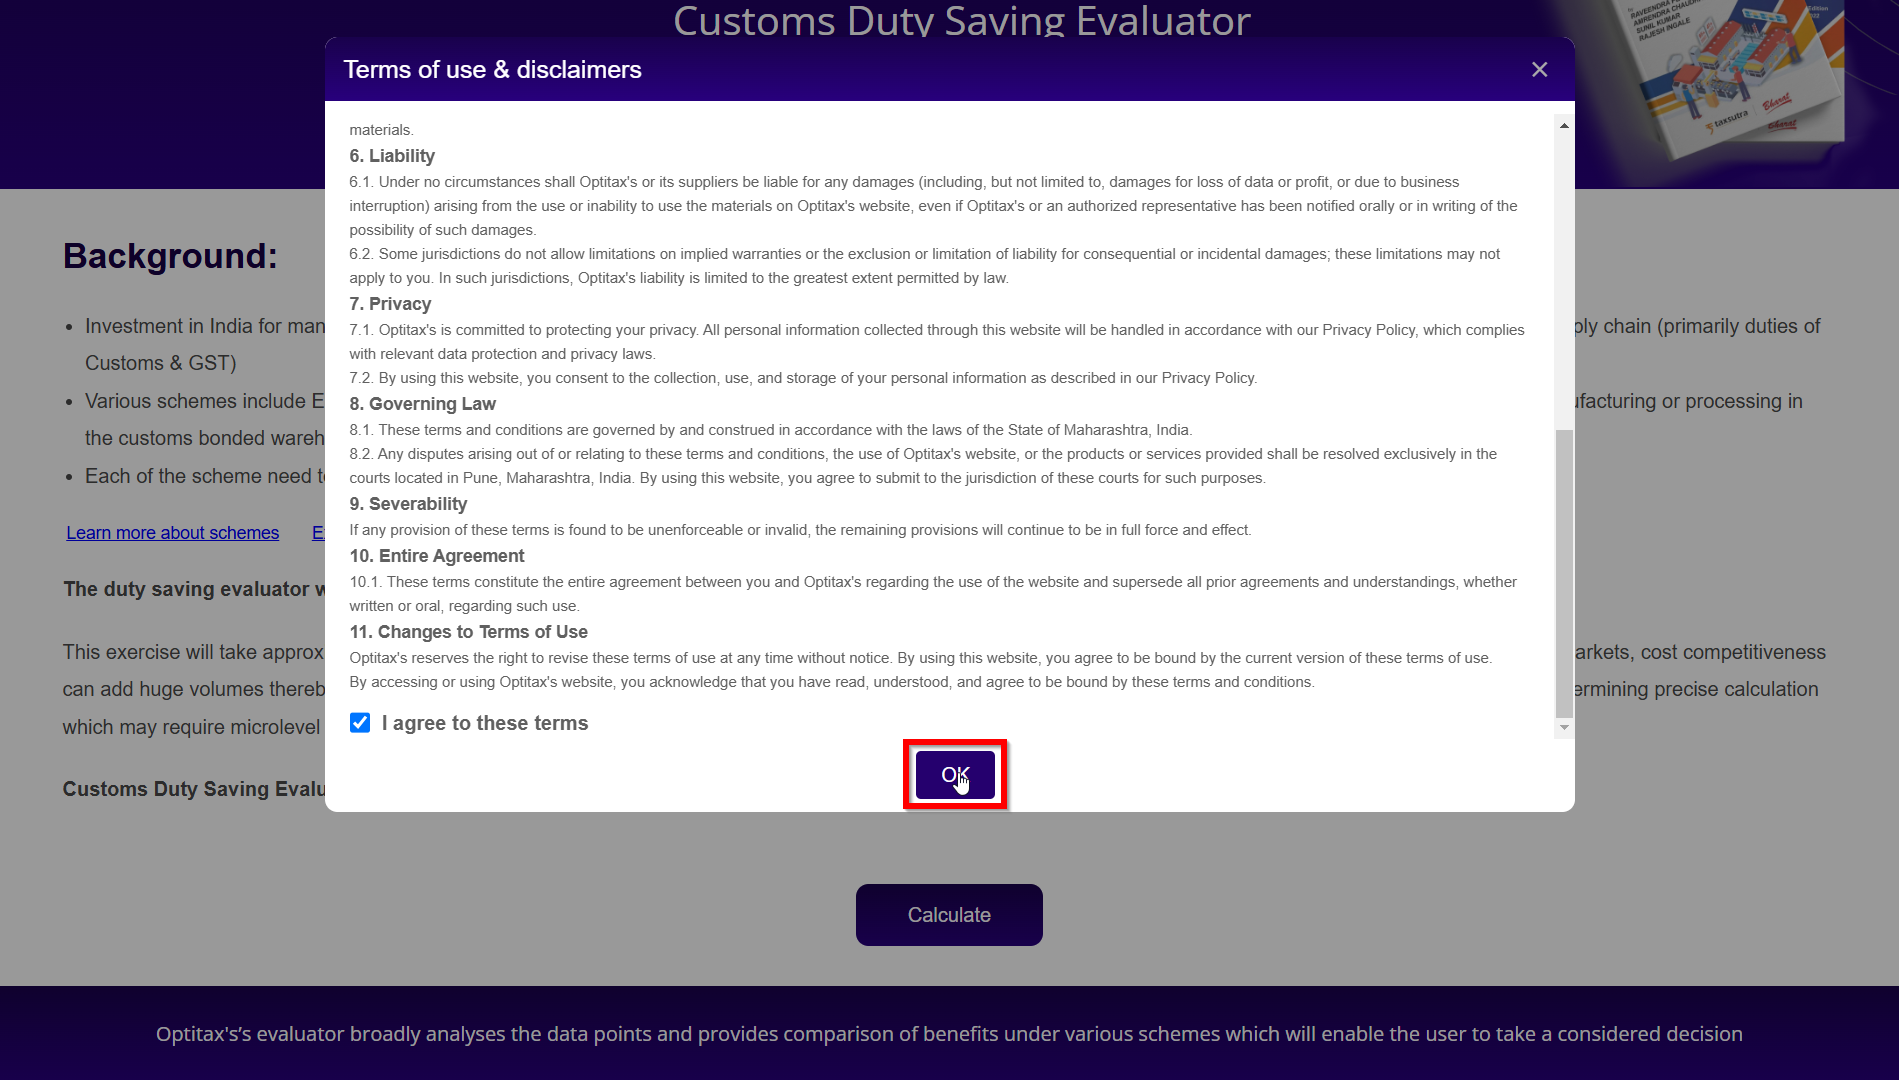 Customs Duty Saving Evaluator
RAVEENDRA
AMRENDRA CHAUDH
SUNIL KUMAR
RAJESH INGALE
Edition
2022
taxsutra
Bharat
Bharat
Terms of use & disclaimers
×
materials.
6. Liability
6.1. Under no circumstances shall Optitax's or its suppliers be liable for any damages (including, but not limited to, damages for loss of data or profit, or due to business
interruption) arising from the use or inability to use the materials on Optitax's website, even if Optitax's or an authorized representative has been notified orally or in writing of the
possibility of such damages.
6.2. Some jurisdictions do not allow limitations on implied warranties or the exclusion or limitation of liability for consequential or incidental damages; these limitations may not
apply to you. In such jurisdictions, Optitax's liability is limited to the greatest extent permitted by law.
7. Privacy
7.1. Optitax's is committed to protecting your privacy. All personal information collected through this website will be handled in accordance with our Privacy Policy, which complies
with relevant data protection and privacy laws.
7.2. By using this website, you consent to the collection, use, and storage of your personal information as described in our Privacy Policy.
8. Governing Law
8.1. These terms and conditions are governed by and construed in accordance with the laws of the State of Maharashtra, India.
8.2. Any disputes arising out of or relating to these terms and conditions, the use of Optitax's website, or the products or services provided shall be resolved exclusively in the
courts located in Pune, Maharashtra, India. By using this website, you agree to submit to the jurisdiction of these courts for such purposes.
9. Severability
If any provision of these terms is found to be unenforceable or invalid, the remaining provisions will continue to be in full force and effect.
10. Entire Agreement
10.1. These terms constitute the entire agreement between you and Optitax's regarding the use of the website and supersede all prior agreements and understandings, whether
written or oral, regarding such use.
11. Changes to Terms of Use
Optitax's reserves the right to revise these terms of use at any time without notice. By using this website, you agree to be bound by the current version of these terms of use.
By accessing or using Optitax's website, you acknowledge that you have read, understood, and agree to be bound by these terms and conditions.
I agree to these terms
OK
Background:
Investment in India for man ply chain (primarily duties of
Customs & GST)
Various schemes include E ufacturing or processing in
the customs bonded wareh
Each of the scheme need t
Learn more about schemes E
The duty saving evaluator w
This exercise will take approx arkets, cost competitiveness
can add huge volumes thereb ermining precise calculation
which may require microlevel
Customs Duty Saving Evalu
Calculate
Optitax's's evaluator broadly analyses the data points and provides comparison of benefits under various schemes which will enable the user to take a considered decision